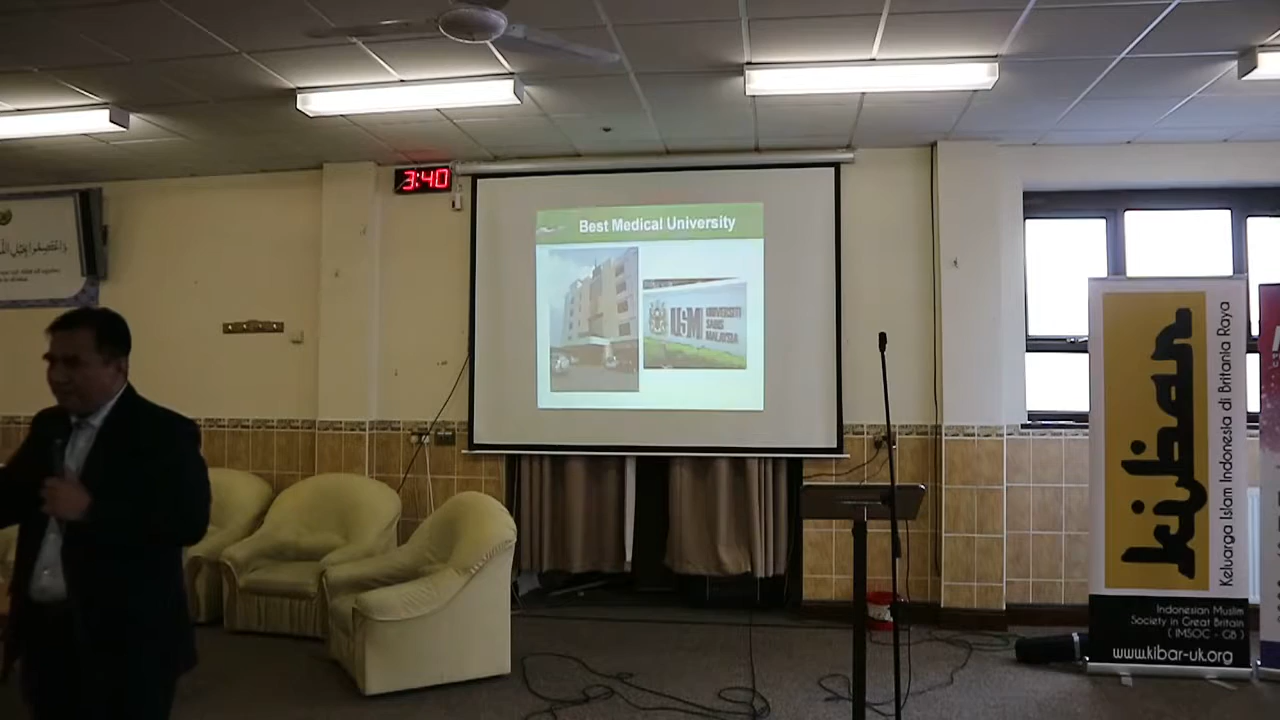 3:40
Best Medical University
USM
UNIVERSITI
SAINS
MALAYSIA
kibar
Keluarga Islam Indonesia di Britania Raya
Indonesian Muslim
Society in Great Britain
( IMSOC - GB )
www.kibar-uk.org